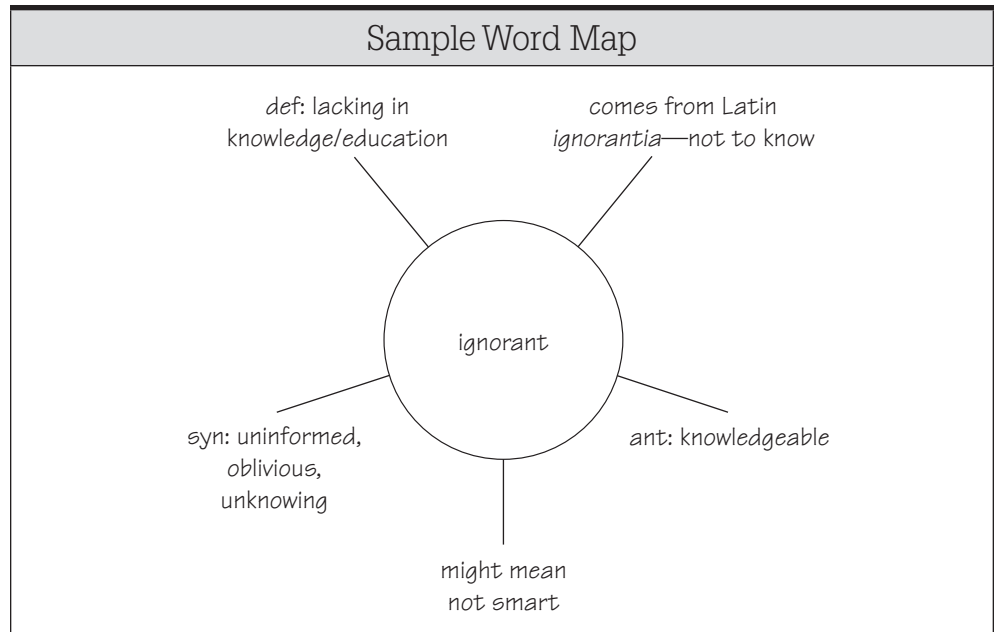 Sample Word Map
def: lacking in
knowledge/education
comes from Latin
ignorantia—not to know
ignorant
syn: uninformed,
oblivious,
unknowing
ant: knowledgeable
might mean
not smart